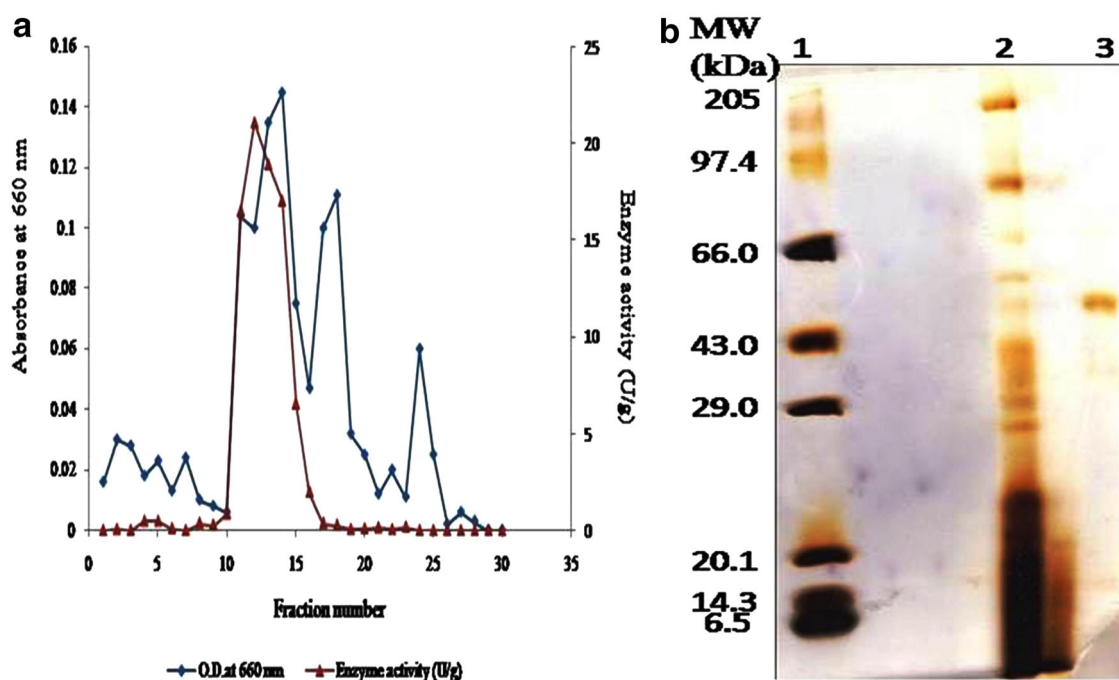 a
0.16
0.14
0.12
0.1
0.08
0.06
0.04
0.02
0
Absorbance at 660 nm
25
20
15
10
5
0
Enzyme activity (U/g)
0 5 10 15 20 25 30 35
Fraction number
O.D. at 660 nm Enzyme activity (U/g)
b MW
(kDa)
1 2 3
205
97.4
66.0
43.0
29.0
20.1
14.3
6.5